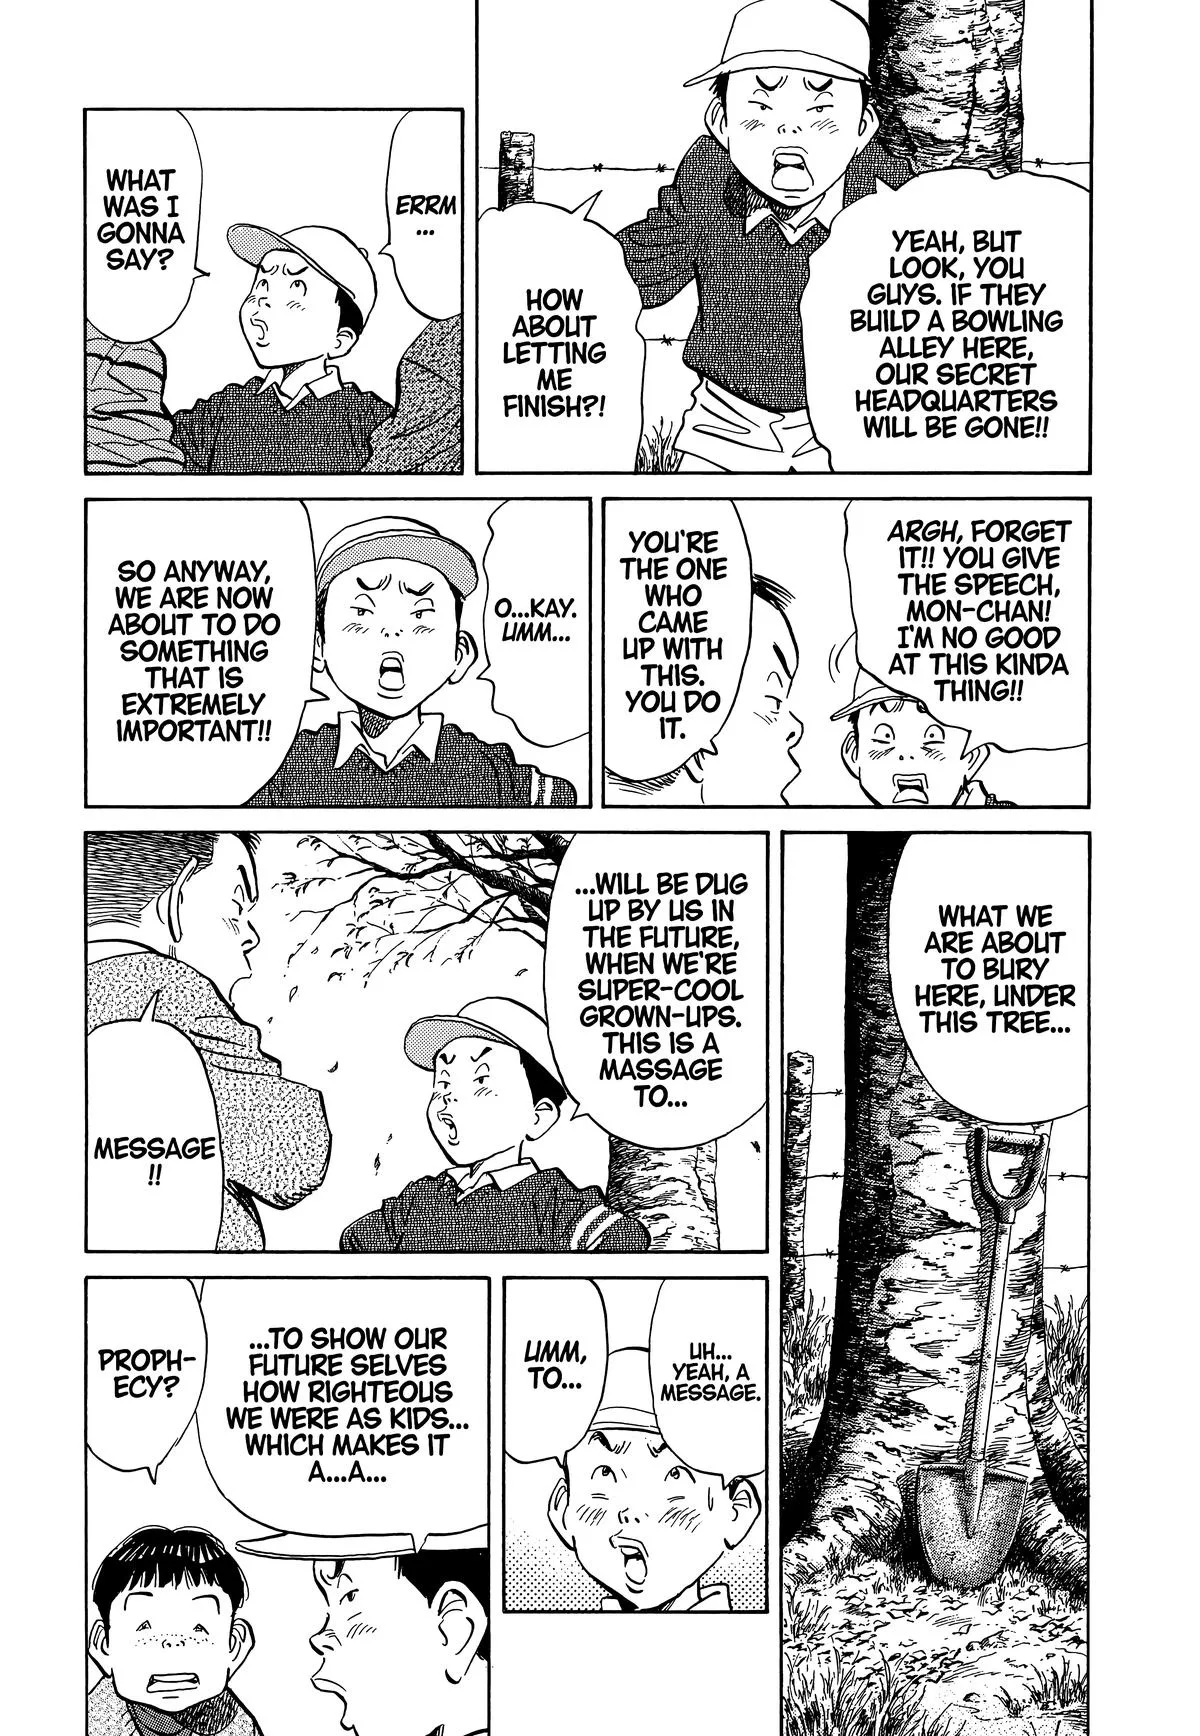 YEAH, BUT
LOOK, YOU
GUYS. IF THEY
BUILD A BOWLING
ALLEY HERE,
OUR SECRET
HEADQUARTERS
WILL BE GONE!!
HOW
ABOUT
LETTING
ME
FINISH?!
ERRM
...
WHAT
WAS I
GONNA
SAY?
ARGH, FORGET
IT!! YOU GIVE
THE SPEECH,
MON-CHAN!
I'M NO GOOD
AT THIS KINDA
THING!!
YOU'RE
THE ONE
WHO
CAME
UP WITH
THIS.
YOU DO
IT.
O...KAY.
UMM...
SO ANYWAY,
WE ARE NOW
ABOUT TO DO
SOMETHING
THAT IS
EXTREMELY
IMPORTANT!!
WHAT WE
ARE ABOUT
TO BURY
HERE, UNDER
THIS TREE...
...WILL BE DUG
UP BY US IN
THE FUTURE,
WHEN WE'RE
SUPER-COOL
GROWN-UPS.
THIS IS A
MASSAGE
TO...
MESSAGE
!!
UH...
YEAH, A
MESSAGE.
UMM,
TO...
...TO SHOW OUR
FUTURE SELVES
HOW RIGHTEOUS
WE WERE AS KIDS...
WHICH MAKES IT
A...A...
PROPH-
ECY?